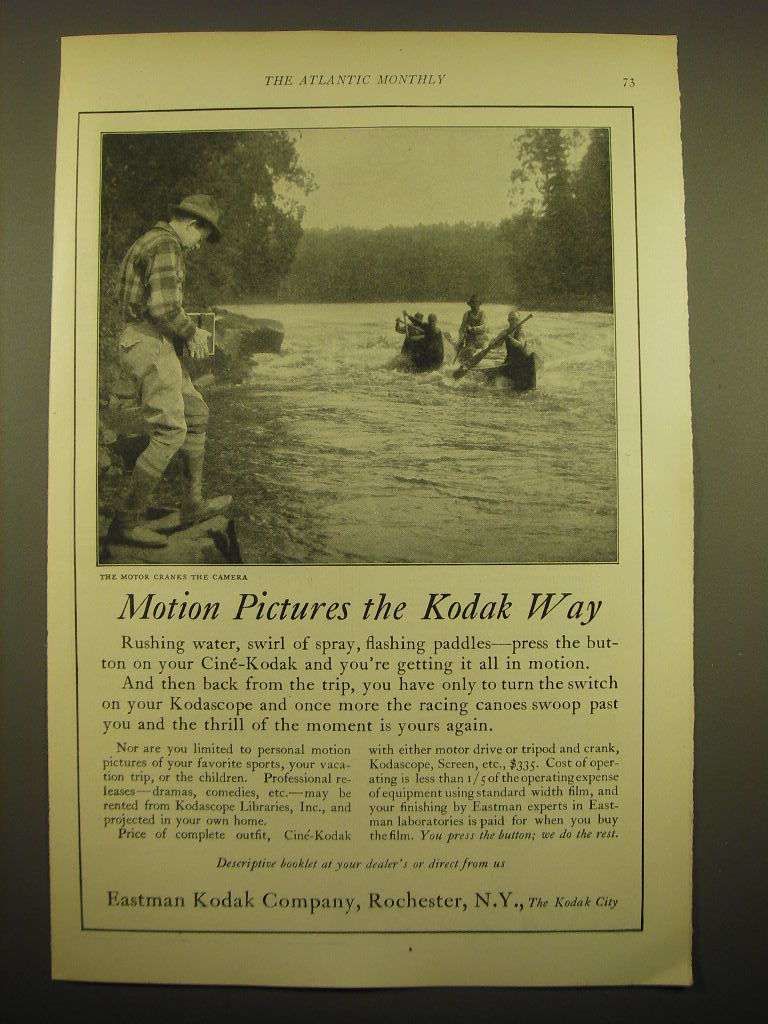 THE ATLANTIC MONTHLY 73
THE MOTOR CRANKS THE CAMERA
Motion Pictures the Kodak Way
Rushing water, swirl of spray, flashing paddles—press the but-
ton on your Ciné-Kodak and you're getting it all in motion.
And then back from the trip, you have only to turn the switch
on your Kodascope and once more the racing canoes swoop past
you and the thrill of the moment is yours again.
Nor are you limited to personal motion
pictures of your favorite sports, your vaca-
tion trip, or the children. Professional re-
leases—dramas, comedies, etc.—may be
rented from Kodascope Libraries, Inc., and
projected in your own home.
Price of complete outfit, Ciné-Kodak
with either motor drive or tripod and crank,
Kodascope, Screen, etc., $335. Cost of oper-
ating is less than 1/5 of the operating expense
of equipment using standard width film, and
your finishing by Eastman experts in East-
man laboratories is paid for when you buy
the film. You press the button; we do the rest.
Descriptive booklet at your dealer's or direct from us
Eastman Kodak Company, Rochester, N.Y., The Kodak City